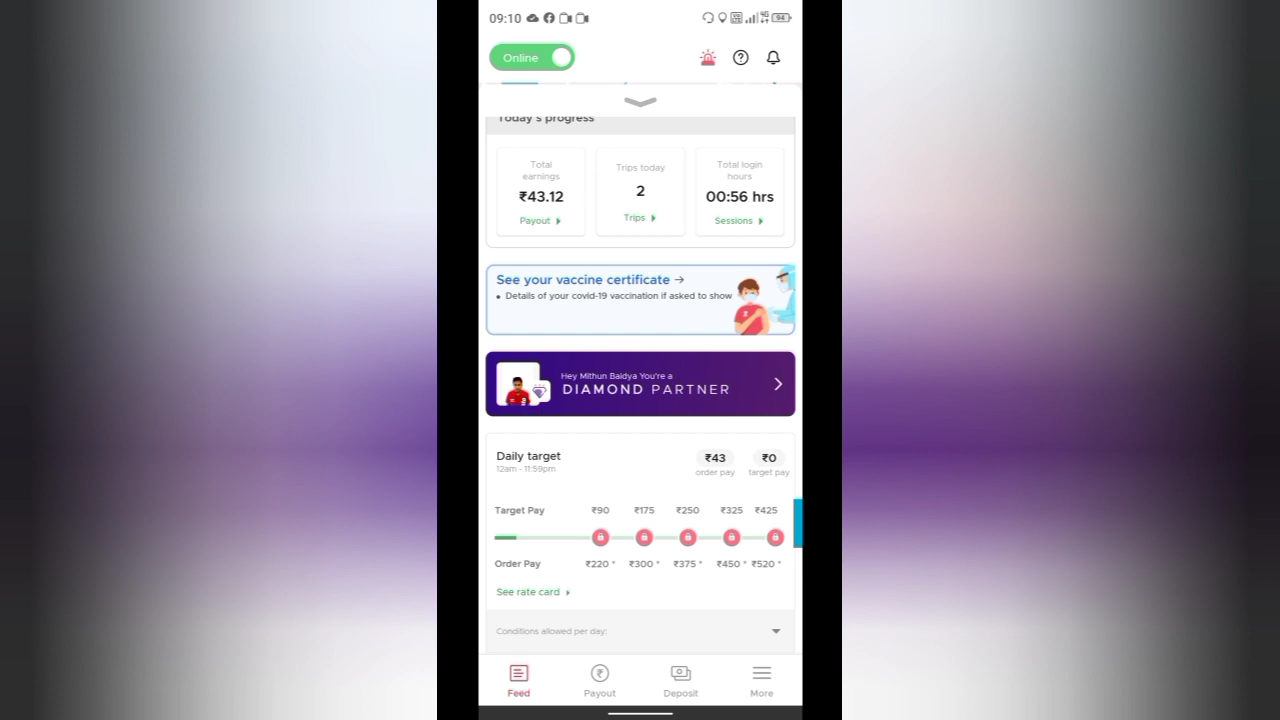 09:10
94
Online
Today's progress
Total earnings
₹43.12
Payout
Trips today
2
Trips
Total login hours
00:56 hrs
Sessions
See your vaccine certificate →
• Details of your covid-19 vaccination if asked to show
Hey Mithun Baidya You're a
DIAMOND PARTNER
Daily target
12am - 11:59pm
₹43
order pay
₹0
target pay
Target Pay ₹90 ₹175 ₹250 ₹325 ₹425
Order Pay ₹220 * ₹300 * ₹375 * ₹450 * ₹520 *
See rate card
Conditions allowed per day:
Feed Payout Deposit More